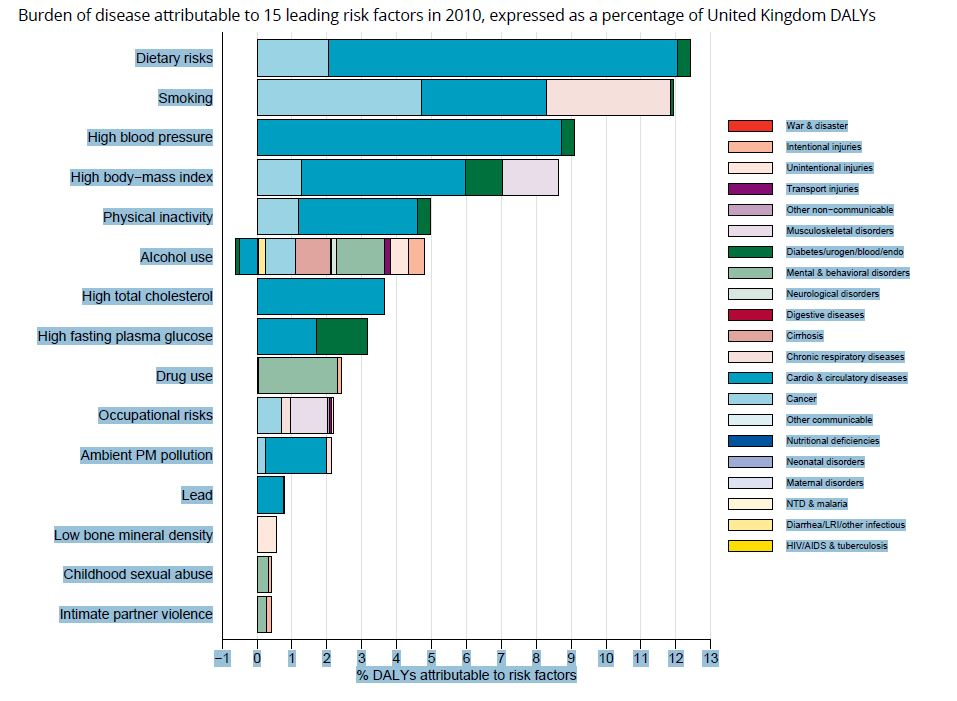 Burden of disease attributable to 15 leading risk factors in 2010, expressed as a percentage of United Kingdom DALYs
Dietary risks
Smoking
High blood pressure
High body−mass index
Physical inactivity
Alcohol use
High total cholesterol
High fasting plasma glucose
Drug use
Occupational risks
Ambient PM pollution
Lead
Low bone mineral density
Childhood sexual abuse
Intimate partner violence
−1 0 1 2 3 4 5 6 7 8 9 10 11 12 13
% DALYs attributable to risk factors
War & disaster
Intentional injuries
Unintentional injuries
Transport injuries
Other non−communicable
Musculoskeletal disorders
Diabetes/urogen/blood/endo
Mental & behavioral disorders
Neurological disorders
Digestive diseases
Cirrhosis
Chronic respiratory diseases
Cardio & circulatory diseases
Cancer
Other communicable
Nutritional deficiencies
Neonatal disorders
Maternal disorders
NTD & malaria
Diarrhea/LRI/other infectious
HIV/AIDS & tuberculosis